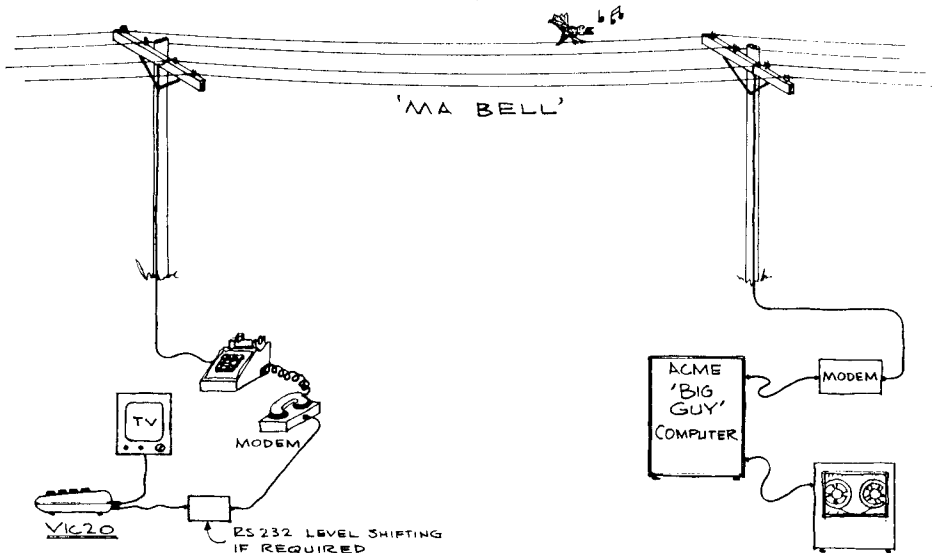 'MA BELL'
ACME
'BIG
GUY'
COMPUTER
MODEM
TV
MODEM
VIC20
RS232 LEVEL SHIFTING
IF REQUIRED